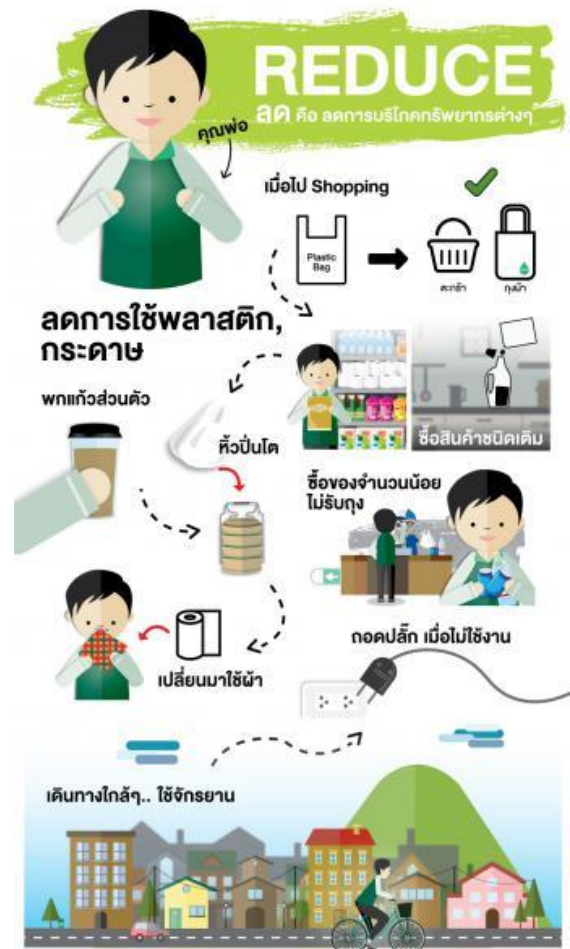 REDUCE
ลด คือ ลดการบริโภคทรัพยากรต่างๆ
คุณพ่อ
เมื่อไป Shopping
Plastic
Bag
ตะกร้า
ถุงผ้า
ลดการใช้พลาสติก,
กระดาษ
ซื้อสินค้าชนิดเติม
พกแก้วส่วนตัว
หิ้วปิ่นโต
ซื้อของจำนวนน้อย
ไม่รับถุง
เปลี่ยนมาใช้ผ้า
ถอดปลั๊ก เมื่อไม่ใช้งาน
เดินทางใกล้ๆ.. ใช้จักรยาน